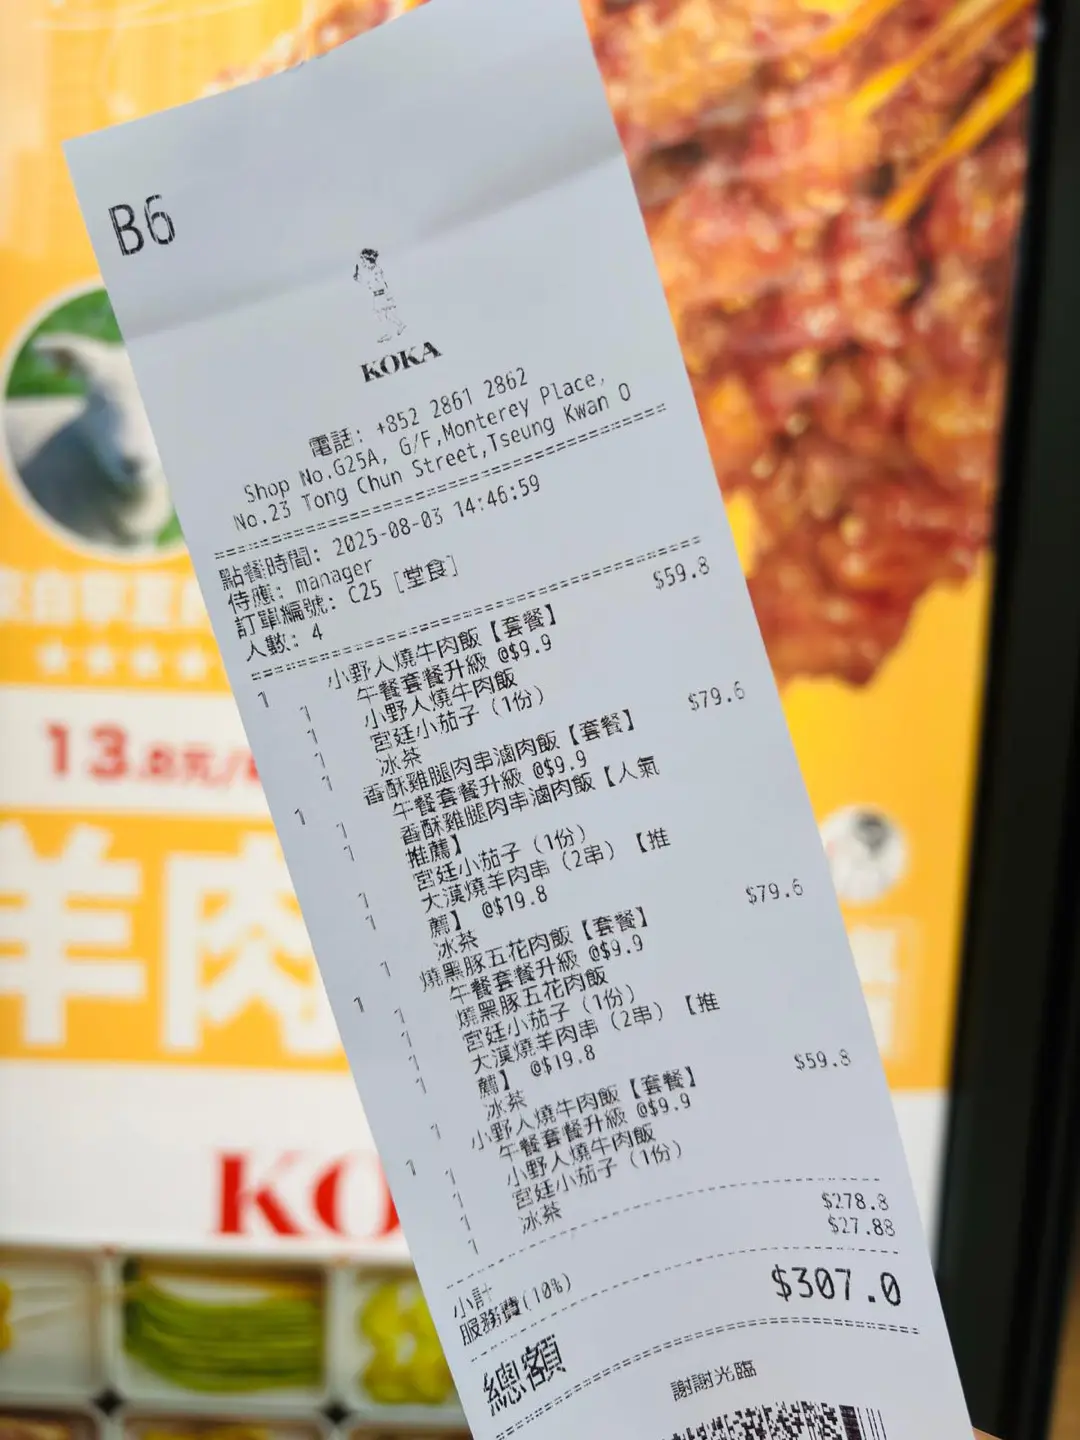 B6
KOKA
電話: +852 2861 2862
Shop No.G25A, G/F,Monterey Place,
No.23 Tong Chun Street,Tseung Kwan O
點餐時間: 2025-08-03 14:46:59
侍應: manager
訂單編號: C25 [堂食]
人數: 4
1 小野人燒牛肉飯【套餐】 $59.8
1 午餐套餐升級 @$9.9
1 小野人燒牛肉飯
1 宮廷小茄子（1份）
1 冰茶
1 香酥雞腿肉串滷肉飯【套餐】 $79.6
1 午餐套餐升級 @$9.9
1 香酥雞腿肉串滷肉飯【人氣
推薦】
1 宮廷小茄子（1份）
1 大漠燒羊肉串（2串）【推
薦】 @$19.8
1 冰茶
1 燒黑豚五花肉飯【套餐】 $79.6
1 午餐套餐升級 @$9.9
1 燒黑豚五花肉飯
1 宮廷小茄子（1份）
1 大漠燒羊肉串（2串）【推
薦】 @$19.8
1 冰茶
1 小野人燒牛肉飯【套餐】 $59.8
1 午餐套餐升級 @$9.9
1 小野人燒牛肉飯
1 宮廷小茄子（1份）
1 冰茶
小計 $278.8
服務費(10%) $27.88
總額 $307.0
謝謝光臨
13.8元/
羊肉
KO